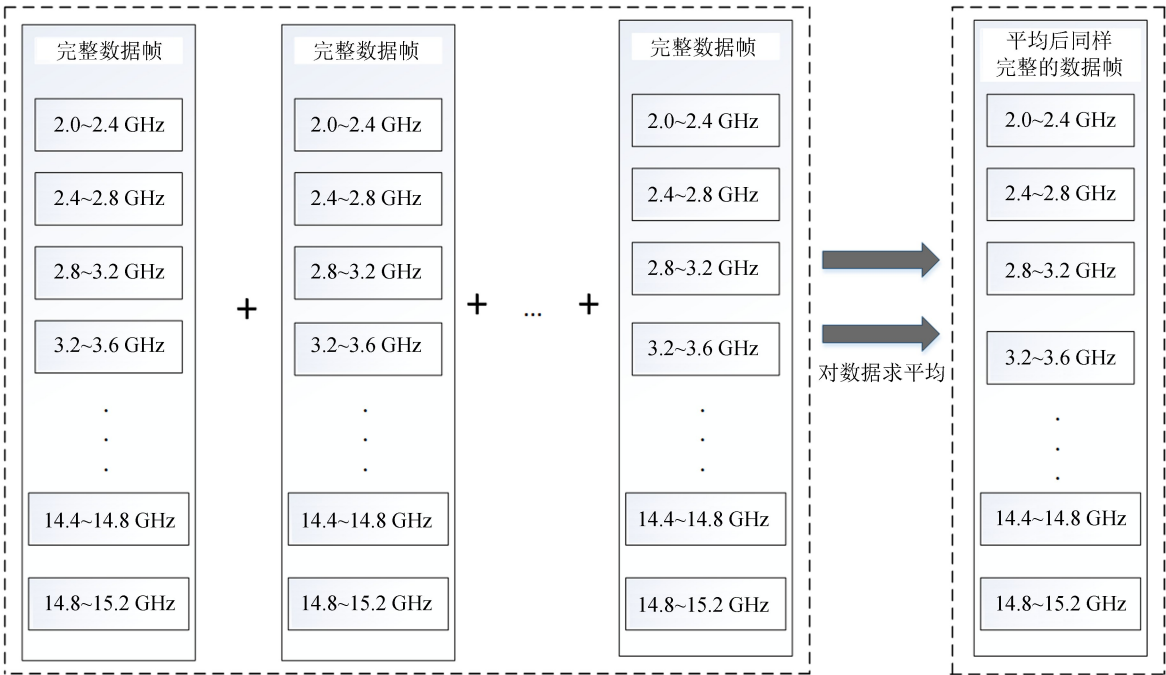 完整数据帧
2.0~2.4 GHz
2.4~2.8 GHz
2.8~3.2 GHz
3.2~3.6 GHz
.
.
.
14.4~14.8 GHz
14.8~15.2 GHz
+
完整数据帧
2.0~2.4 GHz
2.4~2.8 GHz
2.8~3.2 GHz
3.2~3.6 GHz
.
.
.
14.4~14.8 GHz
14.8~15.2 GHz
+
...
+
完整数据帧
2.0~2.4 GHz
2.4~2.8 GHz
2.8~3.2 GHz
3.2~3.6 GHz
.
.
.
14.4~14.8 GHz
14.8~15.2 GHz
对数据求平均
平均后同样
完整的数据帧
2.0~2.4 GHz
2.4~2.8 GHz
2.8~3.2 GHz
3.2~3.6 GHz
.
.
.
14.4~14.8 GHz
14.8~15.2 GHz